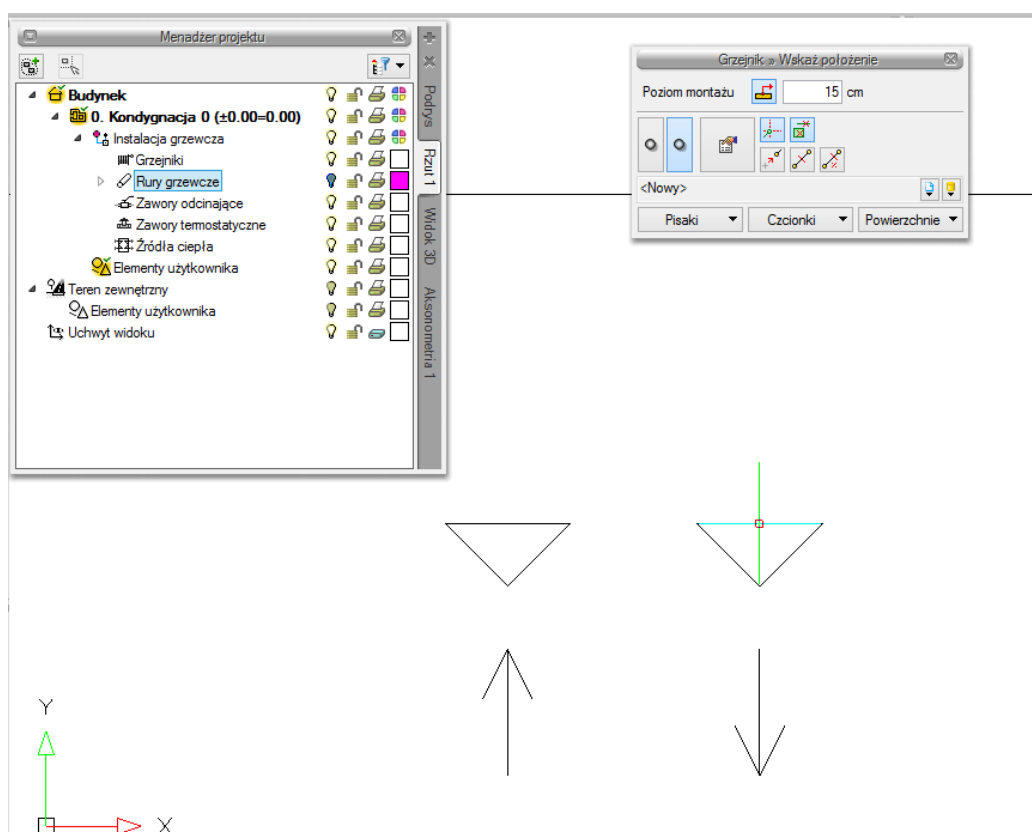 Menadżer projektu
Budynek
0. Kondygnacja 0 (±0.00=0.00)
Instalacja grzewcza
Grzejniki
Rury grzewcze
Zawory odcinające
Zawory termostatyczne
Źródła ciepła
Elementy użytkownika
Teren zewnętrzny
Elementy użytkownika
Uchwyt widoku
Podrys
Rzut 1
Widok 3D
Aksonometria 1
Grzejnik » Wskaż położenie
Poziom montażu 15 cm
<Nowy>
Pisaki Czcionki Powierzchnie
Y
X